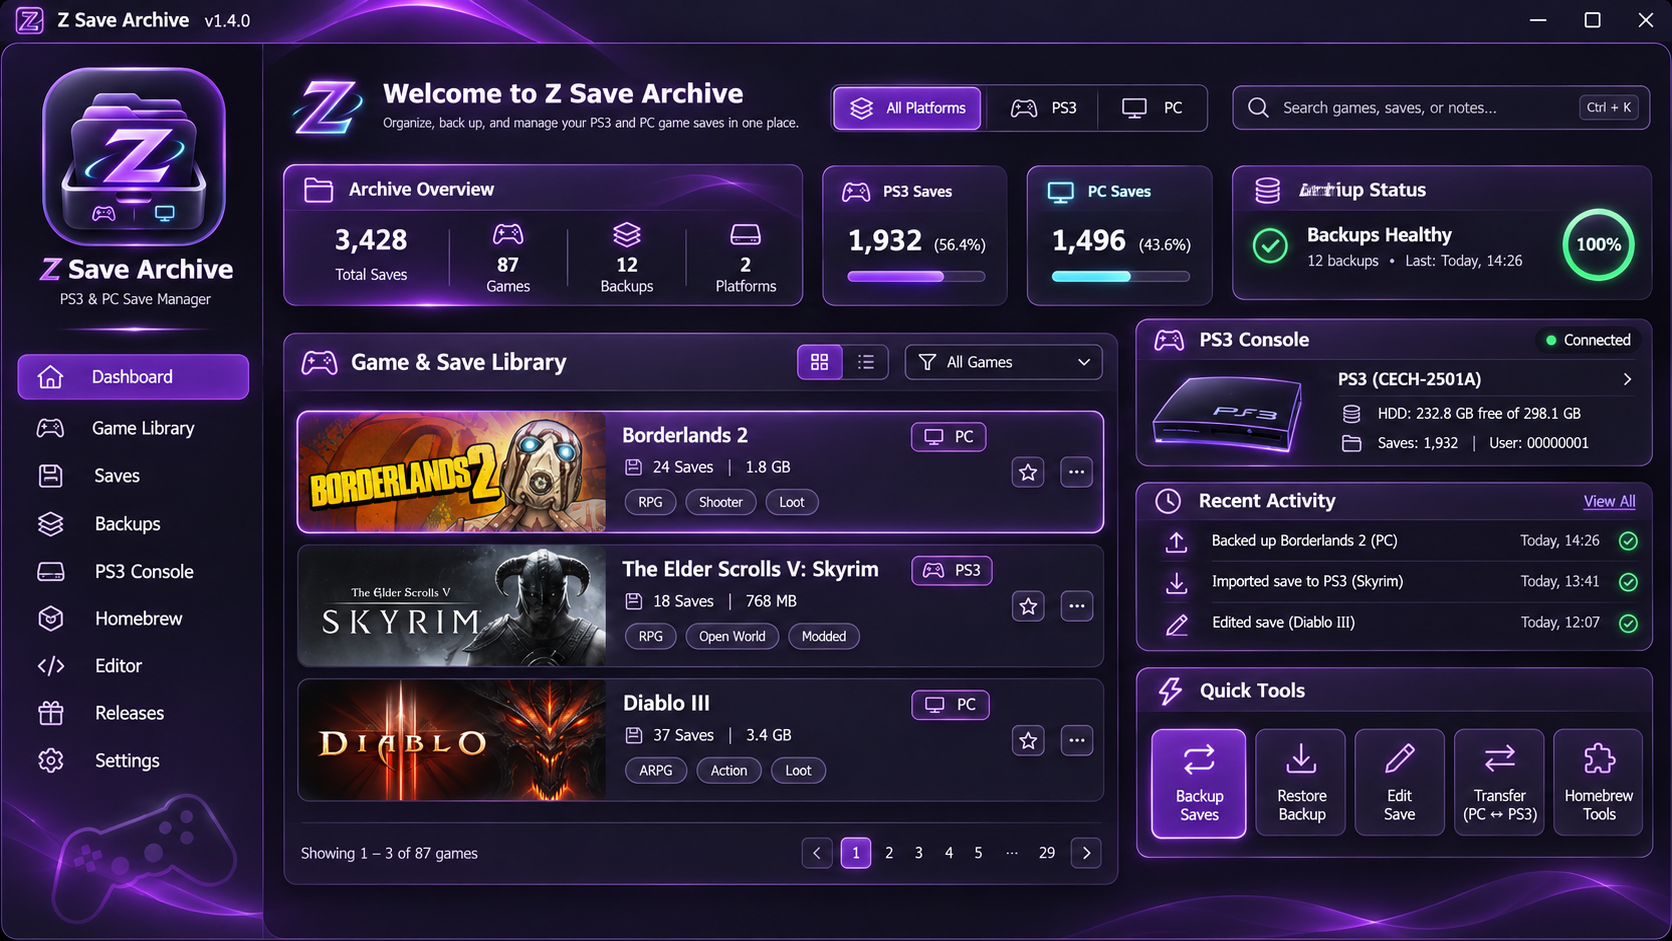 Z Save Archive v1.4.0
Z Save Archive
PS3 & PC Save Manager
Dashboard
Game Library
Saves
Backups
PS3 Console
Homebrew
Editor
Releases
Settings
Welcome to Z Save Archive
Organize, back up, and manage your PS3 and PC game saves in one place.
All Platforms
PS3
PC
Search games, saves, or notes...
Ctrl + K
Archive Overview
3,428
Total Saves
87
Games
12
Backups
2
Platforms
PS3 Saves
1,932 (56.4%)
PC Saves
1,496 (43.6%)
Status
Backups Healthy
12 backups • Last: Today, 14:26
100%
Game & Save Library
All Games
BORDERLANDS 2
Borderlands 2
PC
24 Saves | 1.8 GB
RPG
Shooter
Loot
The Elder Scrolls V
SKYRIM
The Elder Scrolls V: Skyrim
PS3
18 Saves | 768 MB
RPG
Open World
Modded
DIABLO
Diablo III
PC
37 Saves | 3.4 GB
ARPG
Action
Loot
Showing 1 – 3 of 87 games
1 2 3 4 5 ... 29
PS3 Console
Connected
PS3
PS3 (CECH-2501A)
HDD: 232.8 GB free of 298.1 GB
Saves: 1,932 | User: 00000001
Recent Activity
View All
Backed up Borderlands 2 (PC) Today, 14:26
Imported save to PS3 (Skyrim) Today, 13:41
Edited save (Diablo III) Today, 12:07
Quick Tools
Backup
Saves
Restore
Backup
Edit
Save
Transfer
(PC ↔ PS3)
Homebrew
Tools